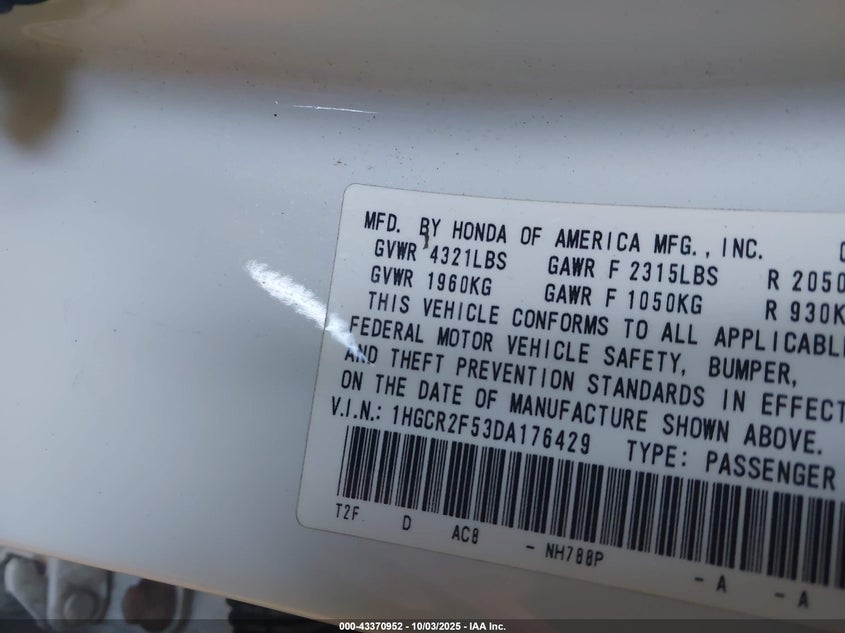 MFD. BY HONDA OF AMERICA MFG., INC.
GVWR 4321LBS GAWR F 2315LBS R 2050
GVWR 1960KG GAWR F 1050KG R 930K
THIS VEHICLE CONFORMS TO ALL APPLICABLE
FEDERAL MOTOR VEHICLE SAFETY, BUMPER,
AND THEFT PREVENTION STANDARDS IN EFFECT
ON THE DATE OF MANUFACTURE SHOWN ABOVE.
V.I.N.: 1HGCR2F53DA176429 TYPE: PASSENGER
T2F D AC8 - NH788P - A - A
000-43370952 | 10/03/2025 - IAA Inc.